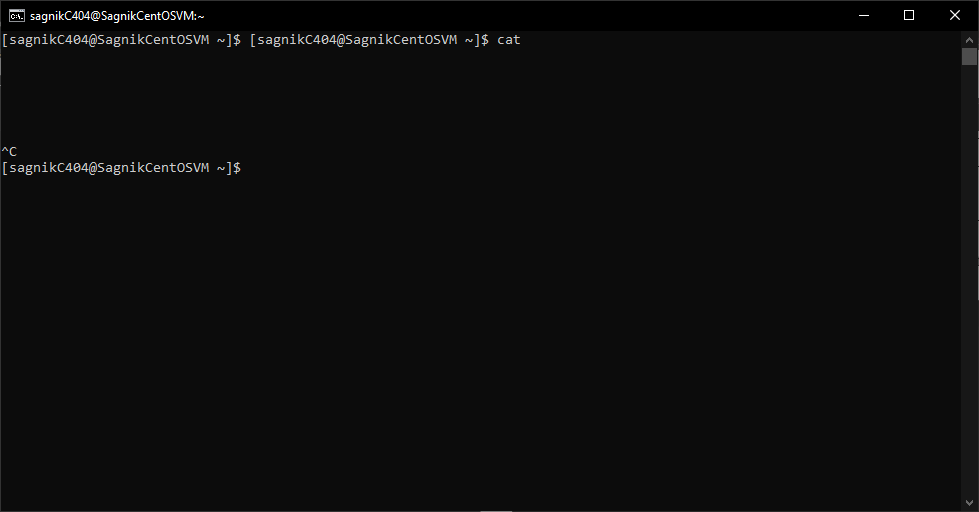 sagnikC404@SagnikCentOSVM:~
[sagnikC404@SagnikCentOSVM ~]$ [sagnikC404@SagnikCentOSVM ~]$ cat
^C
[sagnikC404@SagnikCentOSVM ~]$